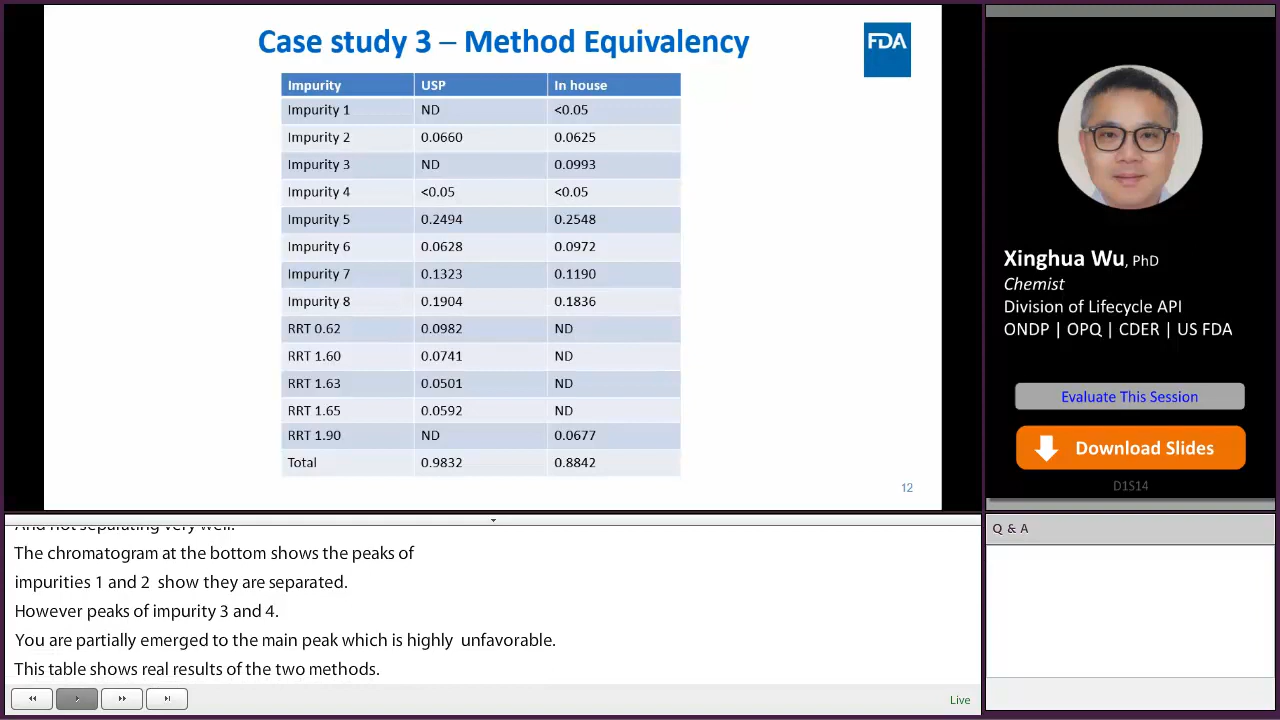 Case study 3 – Method Equivalency
FDA
Impurity USP In house
Impurity 1 ND <0.05
Impurity 2 0.0660 0.0625
Impurity 3 ND 0.0993
Impurity 4 <0.05 <0.05
Impurity 5 0.2494 0.2548
Impurity 6 0.0628 0.0972
Impurity 7 0.1323 0.1190
Impurity 8 0.1904 0.1836
RRT 0.62 0.0982 ND
RRT 1.60 0.0741 ND
RRT 1.63 0.0501 ND
RRT 1.65 0.0592 ND
RRT 1.90 ND 0.0677
Total 0.9832 0.8842
12
Xinghua Wu, PhD
Chemist
Division of Lifecycle API
ONDP | OPQ | CDER | US FDA
Evaluate This Session
Download Slides
D1S14
And not separating very well.
The chromatogram at the bottom shows the peaks of
impurities 1 and 2 show they are separated.
However peaks of impurity 3 and 4.
You are partially emerged to the main peak which is highly unfavorable.
This table shows real results of the two methods.
Live
Q & A